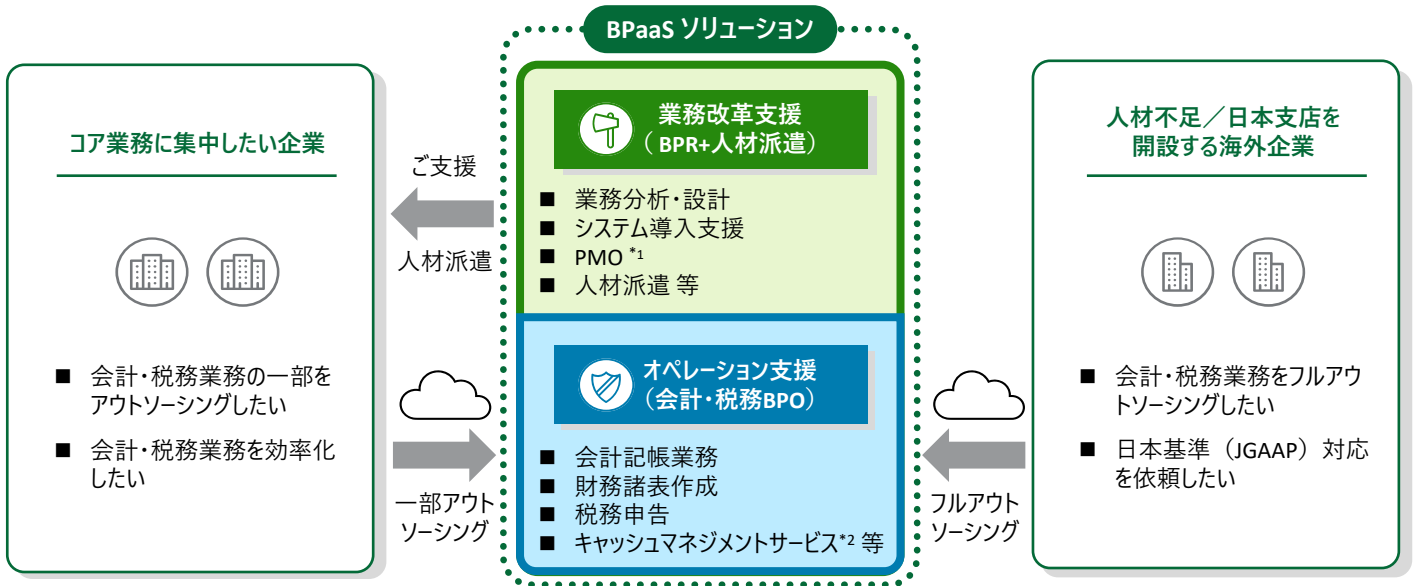 BPaaS ソリューション
コア業務に集中したい企業
■ 会計・税務業務の一部を
アウトソーシングしたい
■ 会計・税務業務を効率化
したい
ご支援
人材派遣
一部アウト
ソーシング
業務改革支援
（BPR+人材派遣）
■ 業務分析・設計
■ システム導入支援
■ PMO *1
■ 人材派遣 等
オペレーション支援
（会計・税務BPO）
■ 会計記帳業務
■ 財務諸表作成
■ 税務申告
■ キャッシュマネジメントサービス*2 等
フルアウト
ソーシング
人材不足／日本支店を
開設する海外企業
■ 会計・税務業務をフルアウ
トソーシングしたい
■ 日本基準（JGAAP）対応
を依頼したい